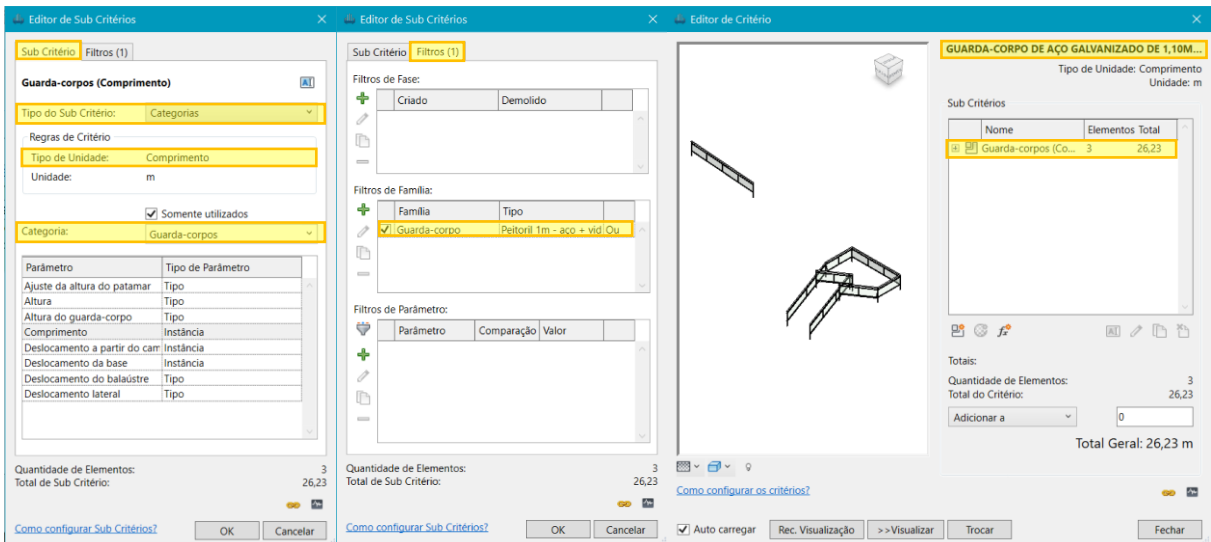 Editor de Sub Critérios
Sub Critério Filtros (1)
Guarda-corpos (Comprimento)
Tipo do Sub Critério: Categorias
Regras de Critério
Tipo de Unidade: Comprimento
Unidade: m
Somente utilizados
Categoria: Guarda-corpos
Parâmetro Tipo de Parâmetro
Ajuste da altura do patamar Tipo
Altura Tipo
Altura do guarda-corpo Tipo
Comprimento Instância
Deslocamento a partir do cam Instância
Deslocamento da base Instância
Deslocamento do balaústre Tipo
Deslocamento lateral Tipo
Quantidade de Elementos: 3
Total de Sub Critério: 26,23
Como configurar Sub Critérios? OK Cancelar
Editor de Sub Critérios
Sub Critério Filtros (1)
Filtros de Fase:
Criado Demolido
Filtros de Família:
Família Tipo
Guarda-corpo Peitoril 1m - aço + vid Ou
Filtros de Parâmetro:
Parâmetro Comparação Valor
Quantidade de Elementos: 3
Total de Sub Critério: 26,23
Como configurar Sub Critérios? OK Cancelar
Editor de Critério
GUARDA-CORPO DE AÇO GALVANIZADO DE 1,10M...
Tipo de Unidade: Comprimento
Unidade: m
Sub Critérios
Nome Elementos Total
Guarda-corpos (Co... 3 26,23
Totais:
Quantidade de Elementos: 3
Total do Critério: 26,23
Adicionar a 0
Total Geral: 26,23 m
Como configurar os critérios?
Auto carregar Rec. Visualização >>Visualizar Trocar Fechar